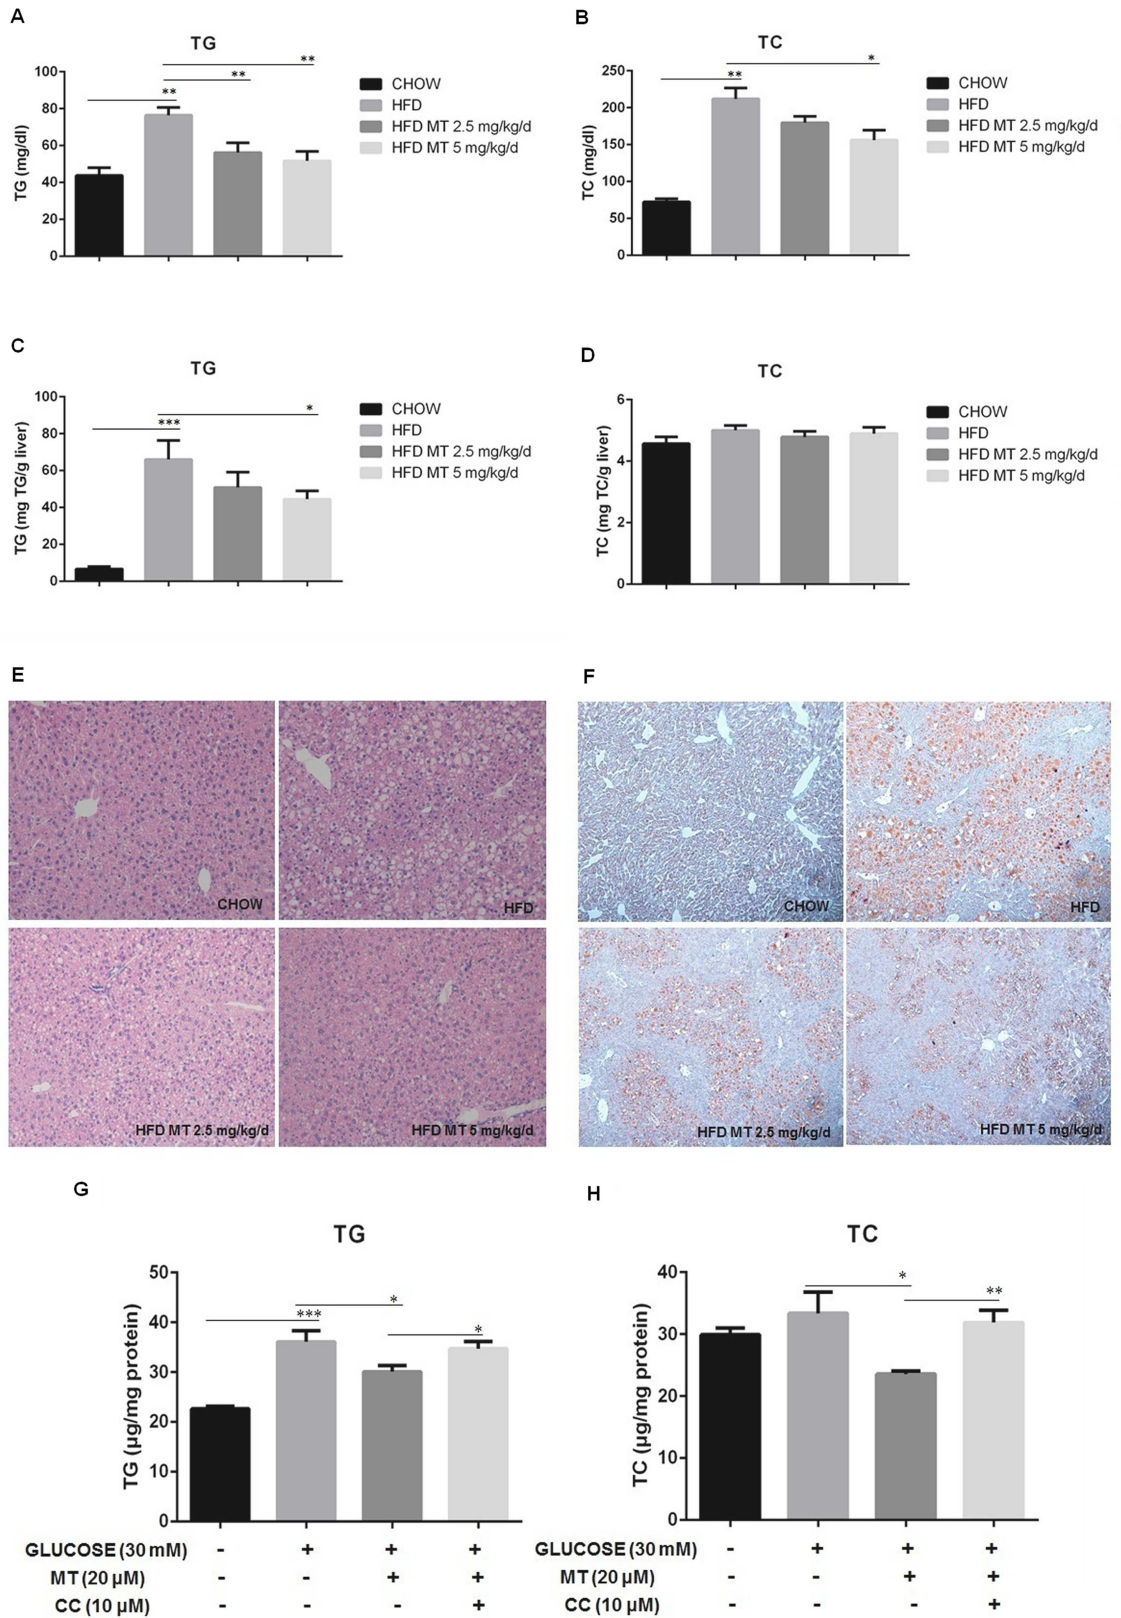 A
TG
TG (mg/dl)
100
80
60
40
20
0
**
**
**
CHOW
HFD
HFD MT 2.5 mg/kg/d
HFD MT 5 mg/kg/d
B
TC
TC (mg/dl)
250
200
150
100
50
0
**
*
CHOW
HFD
HFD MT 2.5 mg/kg/d
HFD MT 5 mg/kg/d
C
TG
TG (mg TG/g liver)
100
80
60
40
20
0
***
*
CHOW
HFD
HFD MT 2.5 mg/kg/d
HFD MT 5 mg/kg/d
D
TC
TC (mg TC/g liver)
6
4
2
0
CHOW
HFD
HFD MT 2.5 mg/kg/d
HFD MT 5 mg/kg/d
E
CHOW
HFD
HFD MT 2.5 mg/kg/d
HFD MT 5 mg/kg/d
F
CHOW
HFD
HFD MT 2.5 mg/kg/d
HFD MT 5 mg/kg/d
G
TG
TG (µg/mg protein)
50
40
30
20
10
0
***
*
*
GLUCOSE (30 mM) - + + +
MT (20 µM) - - + +
CC (10 µM) - - - +
H
TC
TC (µg/mg protein)
40
30
20
10
0
*
**
GLUCOSE (30 mM) - + + +
MT (20 µM) - - + +
CC (10 µM) - - - +